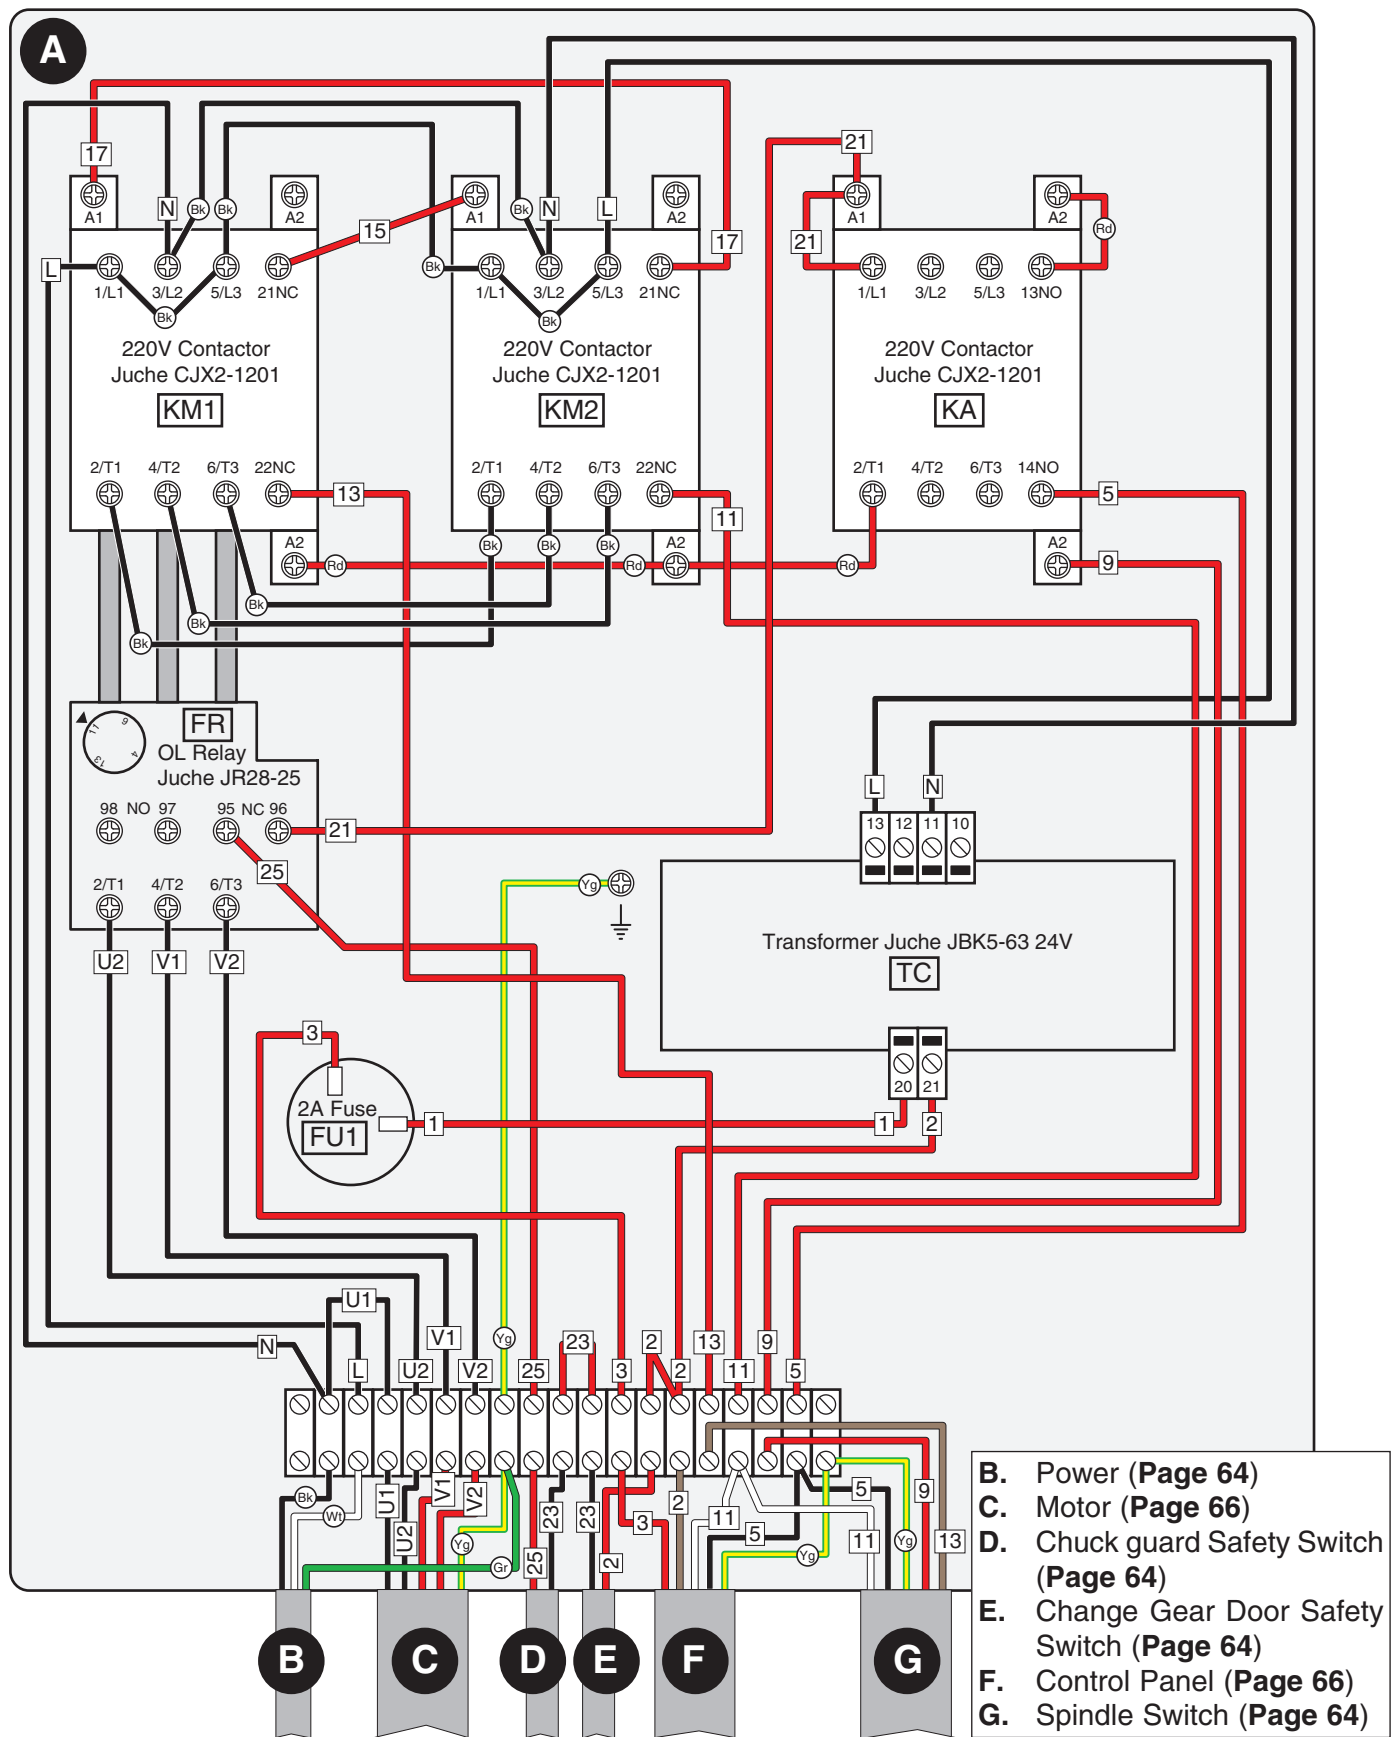 A
17
N
Bk
Bk
15
Bk
N
L
17
21
21
Rd
L
A1
A2
A1
A2
A1
A2
Bk
1/L1
3/L2
5/L3
21NC
1/L1
3/L2
5/L3
21NC
1/L1
3/L2
5/L3
13NO
Bk
Bk
220V Contactor
Juche CJX2-1201
KM1
220V Contactor
Juche CJX2-1201
KM2
220V Contactor
Juche CJX2-1201
KA
2/T1
4/T2
6/T3
22NC
2/T1
4/T2
6/T3
22NC
2/T1
4/T2
6/T3
14NO
13
11
5
A2
Rd
Bk
Bk
Bk
Rd
A2
Rd
A2
9
Bk
Bk
Bk
11
9
13
4
FR
OL Relay
Juche JR28-25
98 NO 97
95 NC 96
21
25
2/T1
4/T2
6/T3
U2
V1
V2
Yg
L
N
13
12
11
10
Transformer Juche JBK5-63 24V
TC
20
21
3
2A Fuse
FU1
1
1
2
U1
N
L
U2
V1
V2
Yg
25
23
3
2
2
13
11
9
5
Bk
Wt
U1
U2
V1
V2
Yg
Gr
25
23
23
2
3
2
11
5
Yg
5
11
Yg
9
13
B
C
D
E
F
G
B. Power (Page 64)
C. Motor (Page 66)
D. Chuck guard Safety Switch
(Page 64)
E. Change Gear Door Safety
Switch (Page 64)
F. Control Panel (Page 66)
G. Spindle Switch (Page 64)